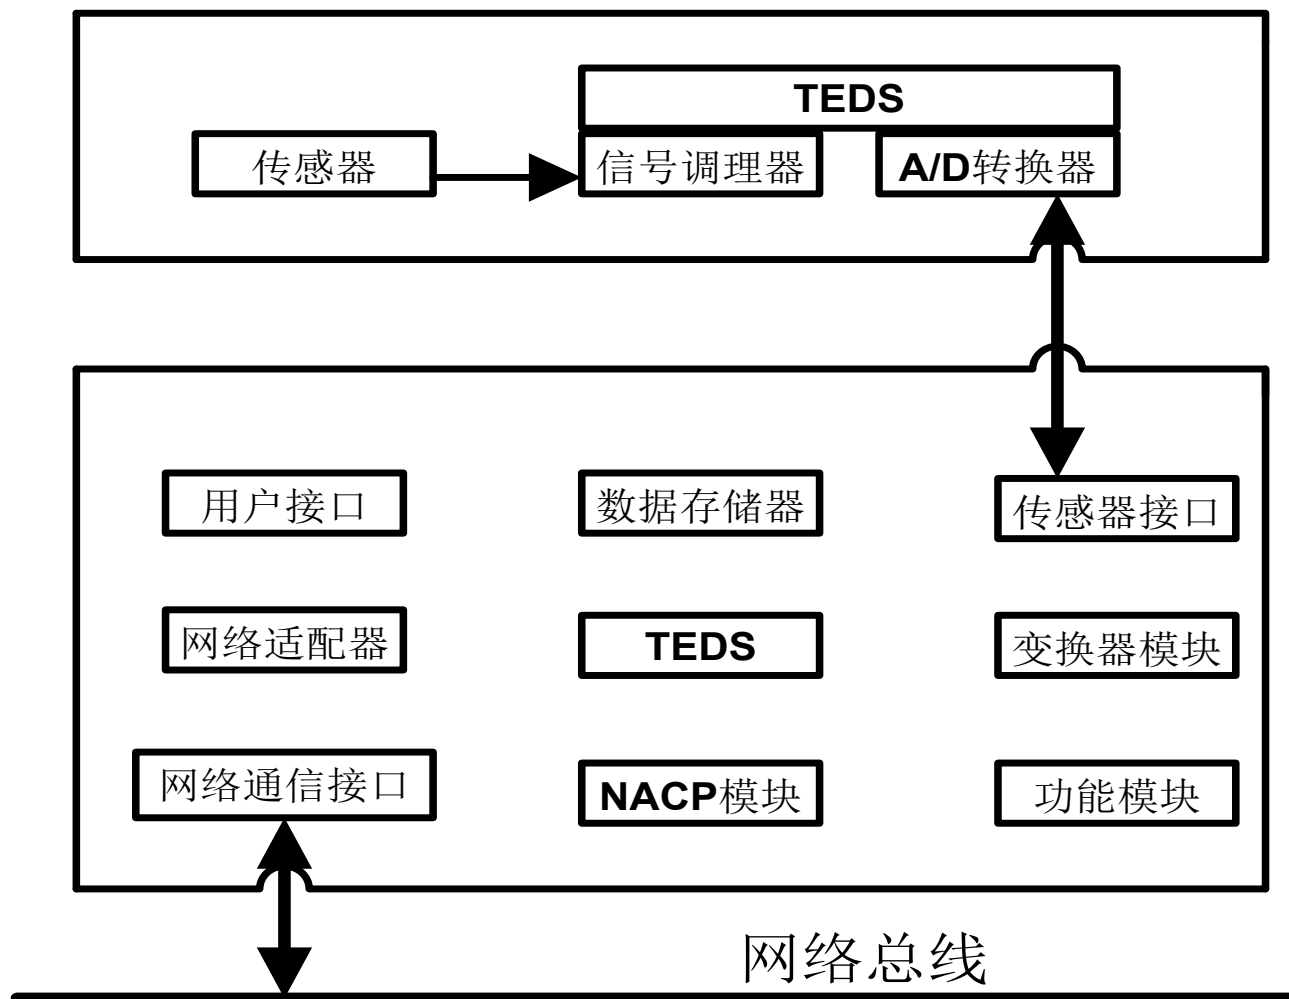 TEDS
传感器
信号调理器
A/D转换器
用户接口
数据存储器
传感器接口
网络适配器
TEDS
变换器模块
网络通信接口
NACP模块
功能模块
网络总线